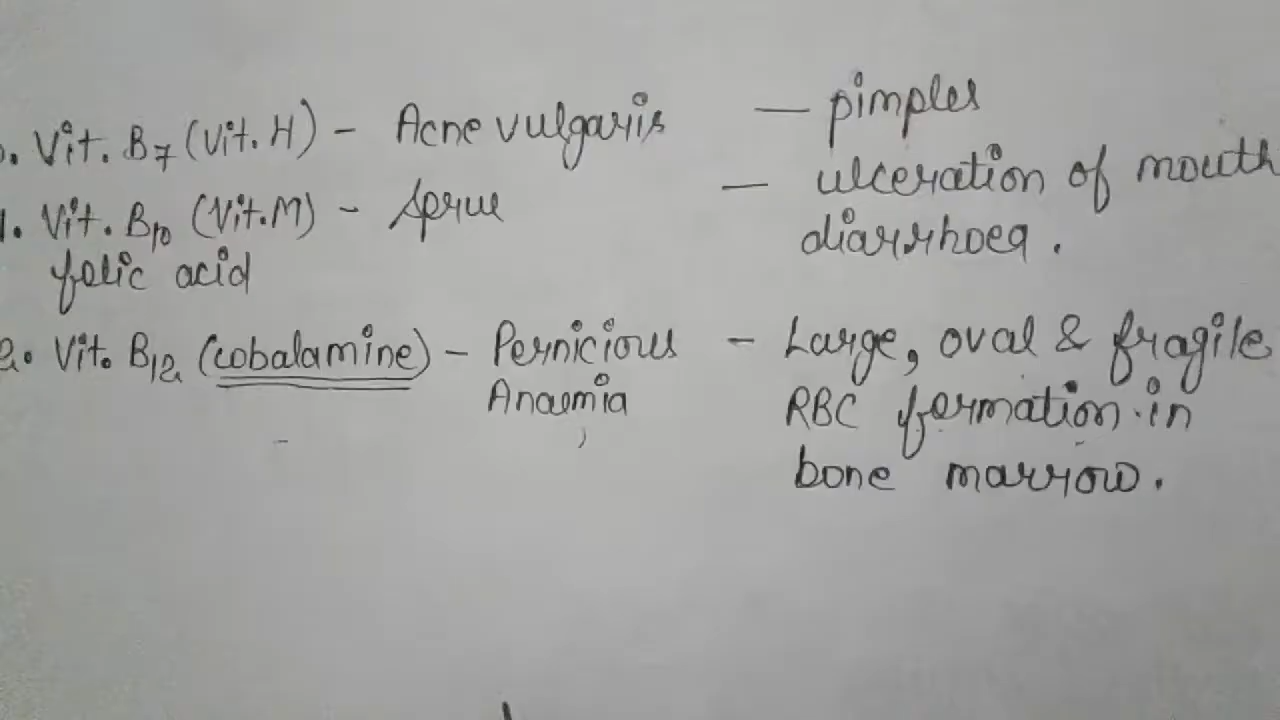 . Vit. B7 (Vit. H) - Acne vulgaris — pimples
1. Vit. B10 (Vit. M) - Sprue — ulceration of mouth
folic acid diarrhoea.
2. Vit. B12 (cobalamine) - Pernicious - Large, oval & fragile
Anaemia RBC formation in
bone marrow.